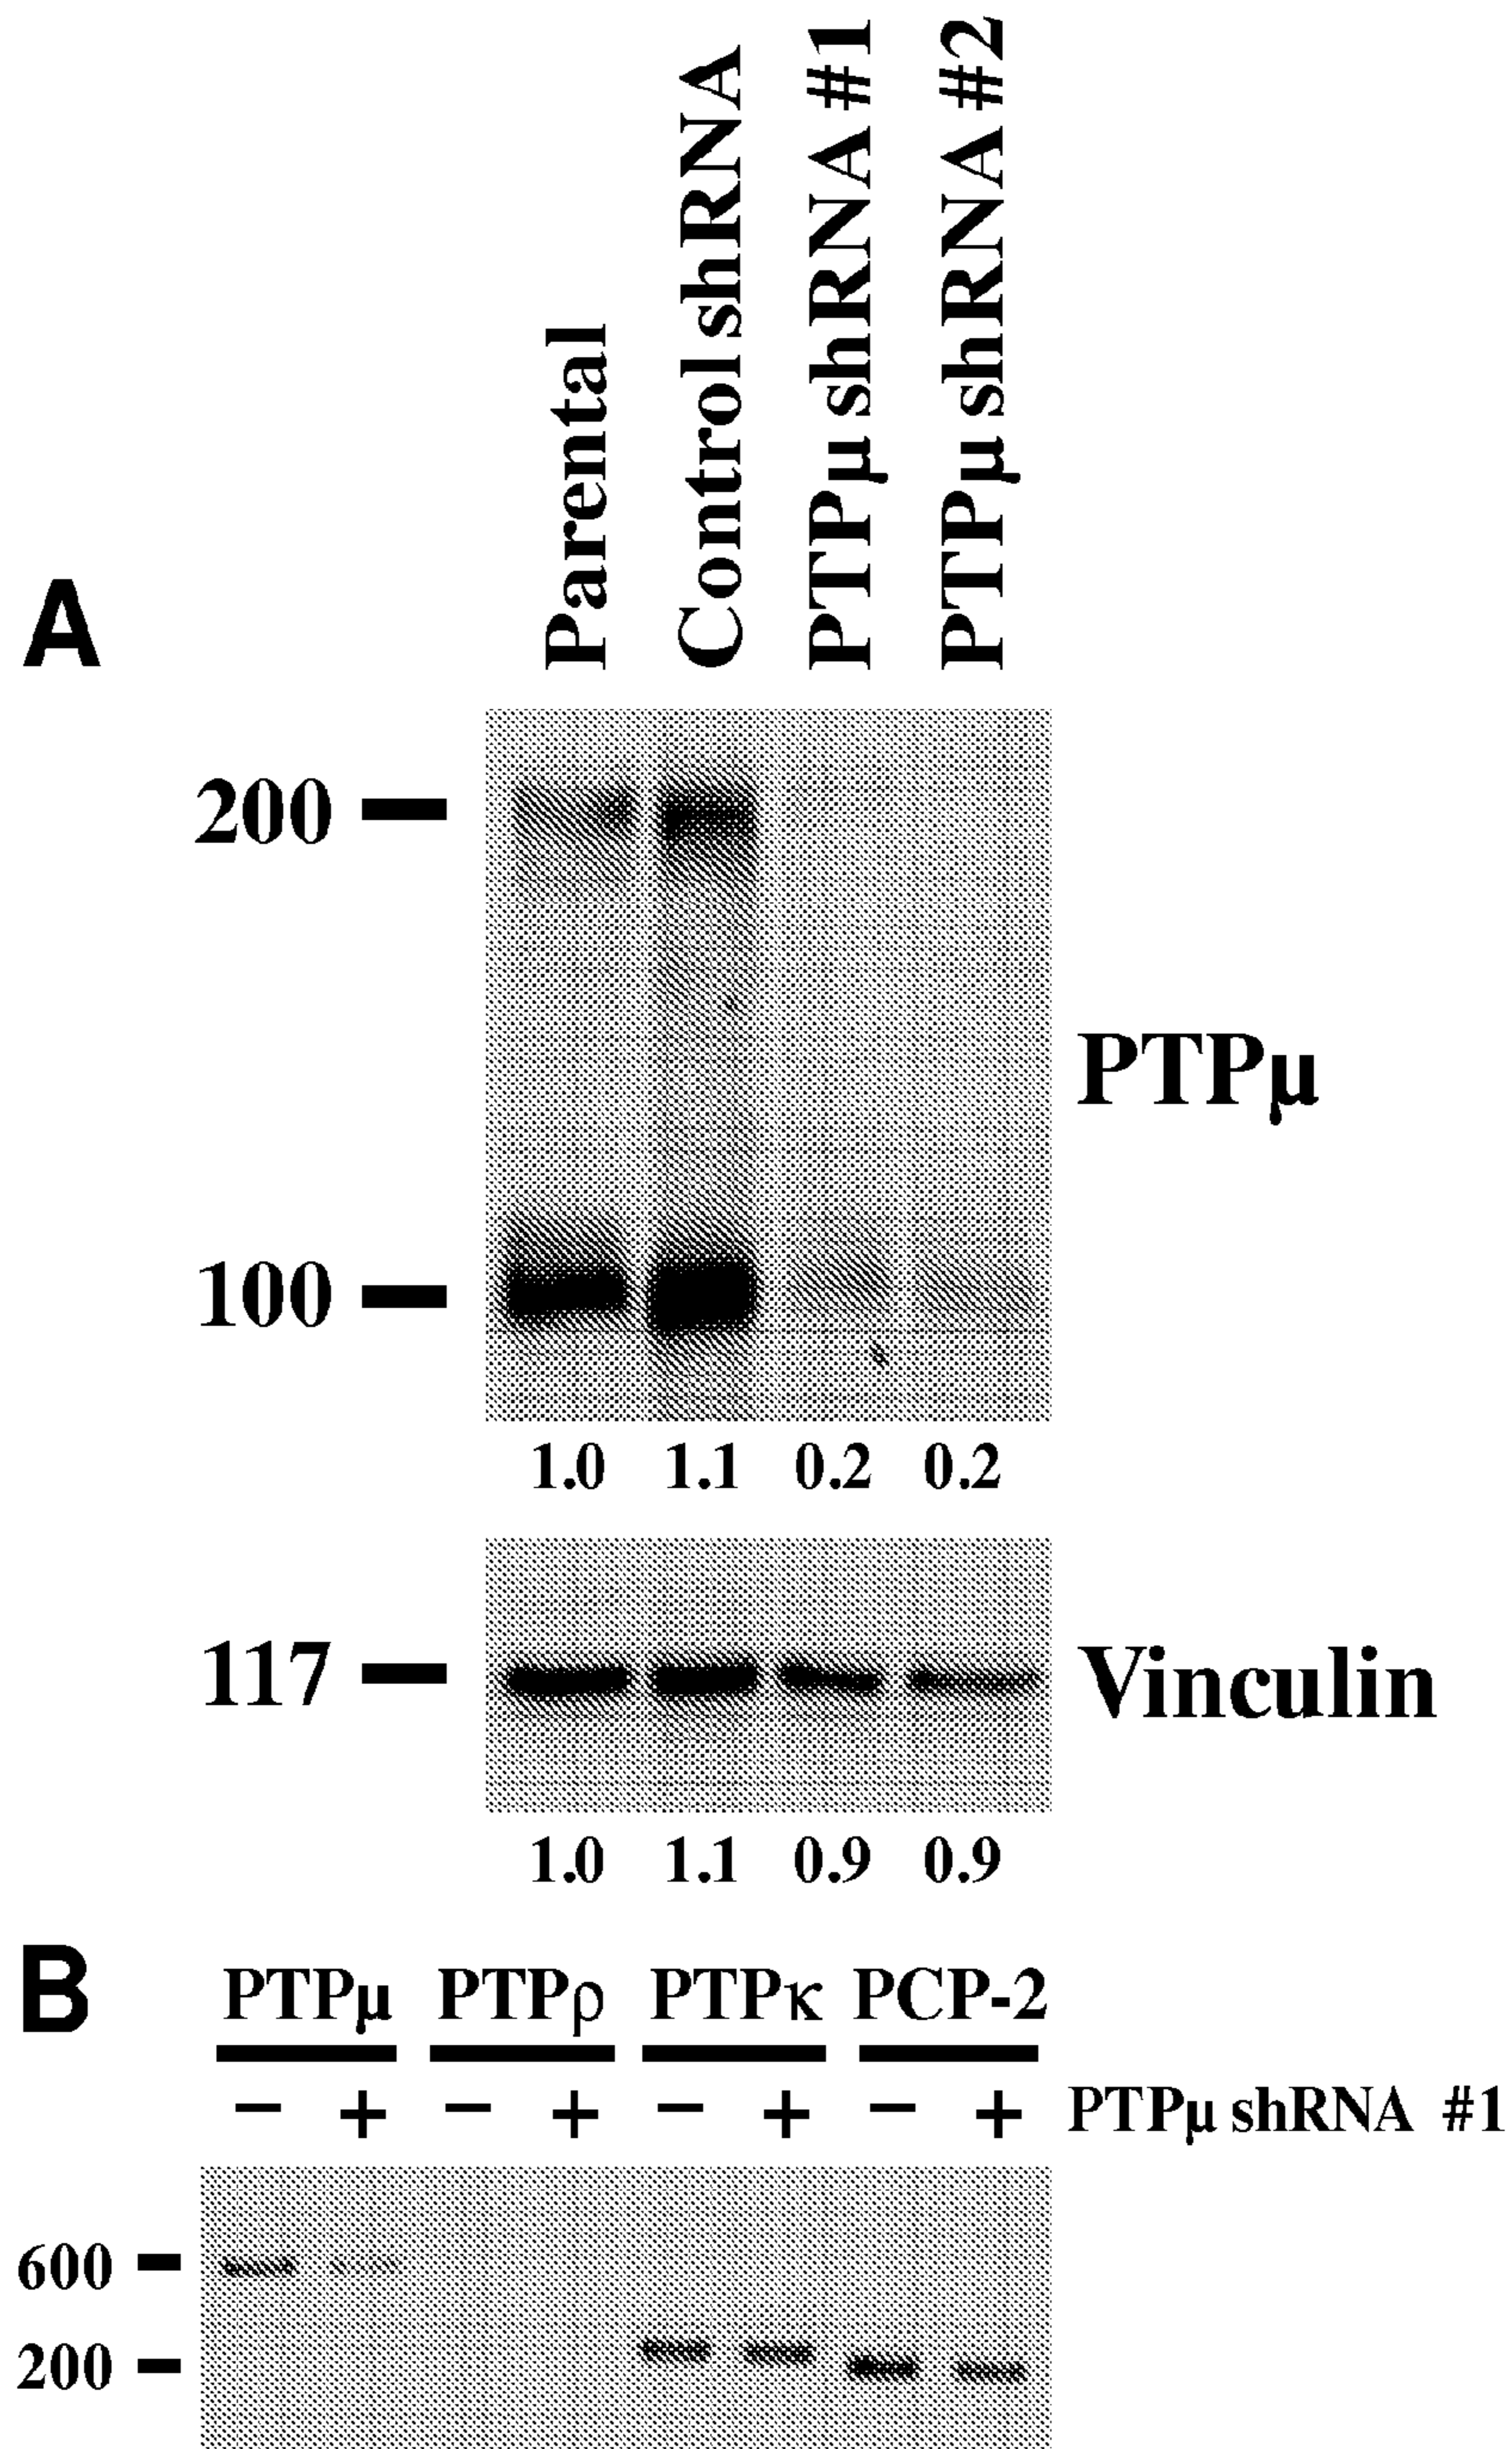 Parental
Control shRNA
PTPμ shRNA #1
PTPμ shRNA #2
A
200
PTPμ
100
1.0 1.1 0.2 0.2
117 Vinculin
1.0 1.1 0.9 0.9
B
PTPμ PTPρ PTPκ PCP-2
− + − + − + − + PTPμ shRNA #1
600
200